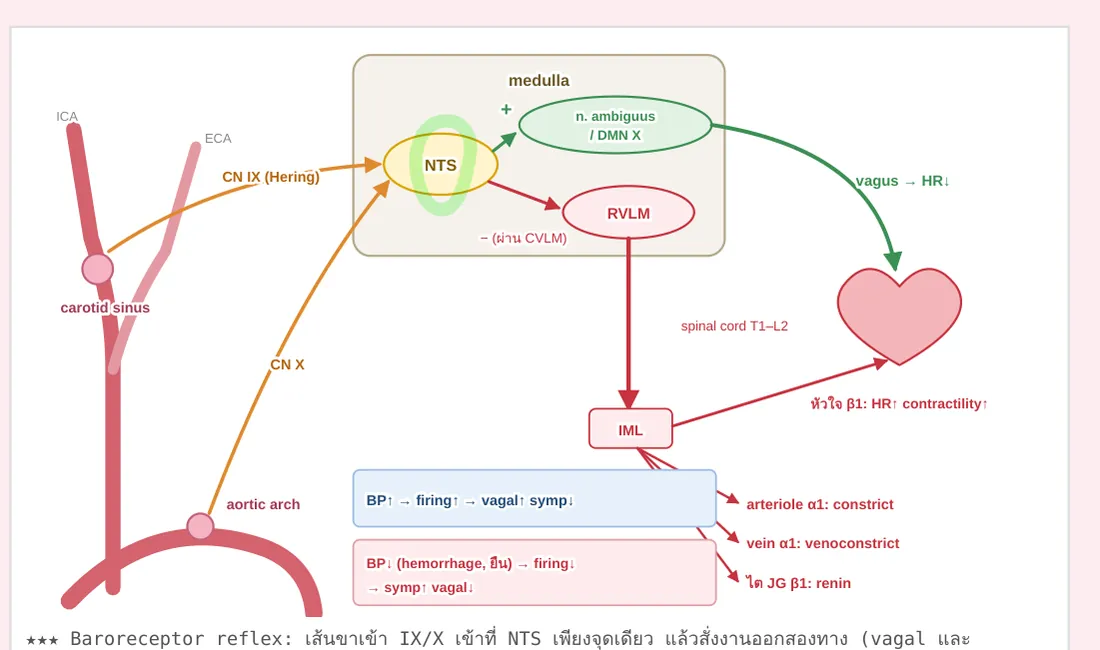 medulla
ICA
ECA
+
n. ambiguus
/ DMN X
NTS
CN IX (Hering)
vagus → HR↓
RVLM
− (ผ่าน CVLM)
carotid sinus
spinal cord T1–L2
CN X
หัวใจ β1: HR↑ contractility↑
IML
aortic arch
BP↑ → firing↑ → vagal↑ symp↓
arteriole α1: constrict
vein α1: venoconstrict
BP↓ (hemorrhage, ยืน) → firing↓
→ symp↑ vagal↓
ไต JG β1: renin
★★★ Baroreceptor reflex: เส้นขาเข้า IX/X เข้าที่ NTS เพียงจุดเดียว แล้วสั่งงานออกสองทาง (vagal และ